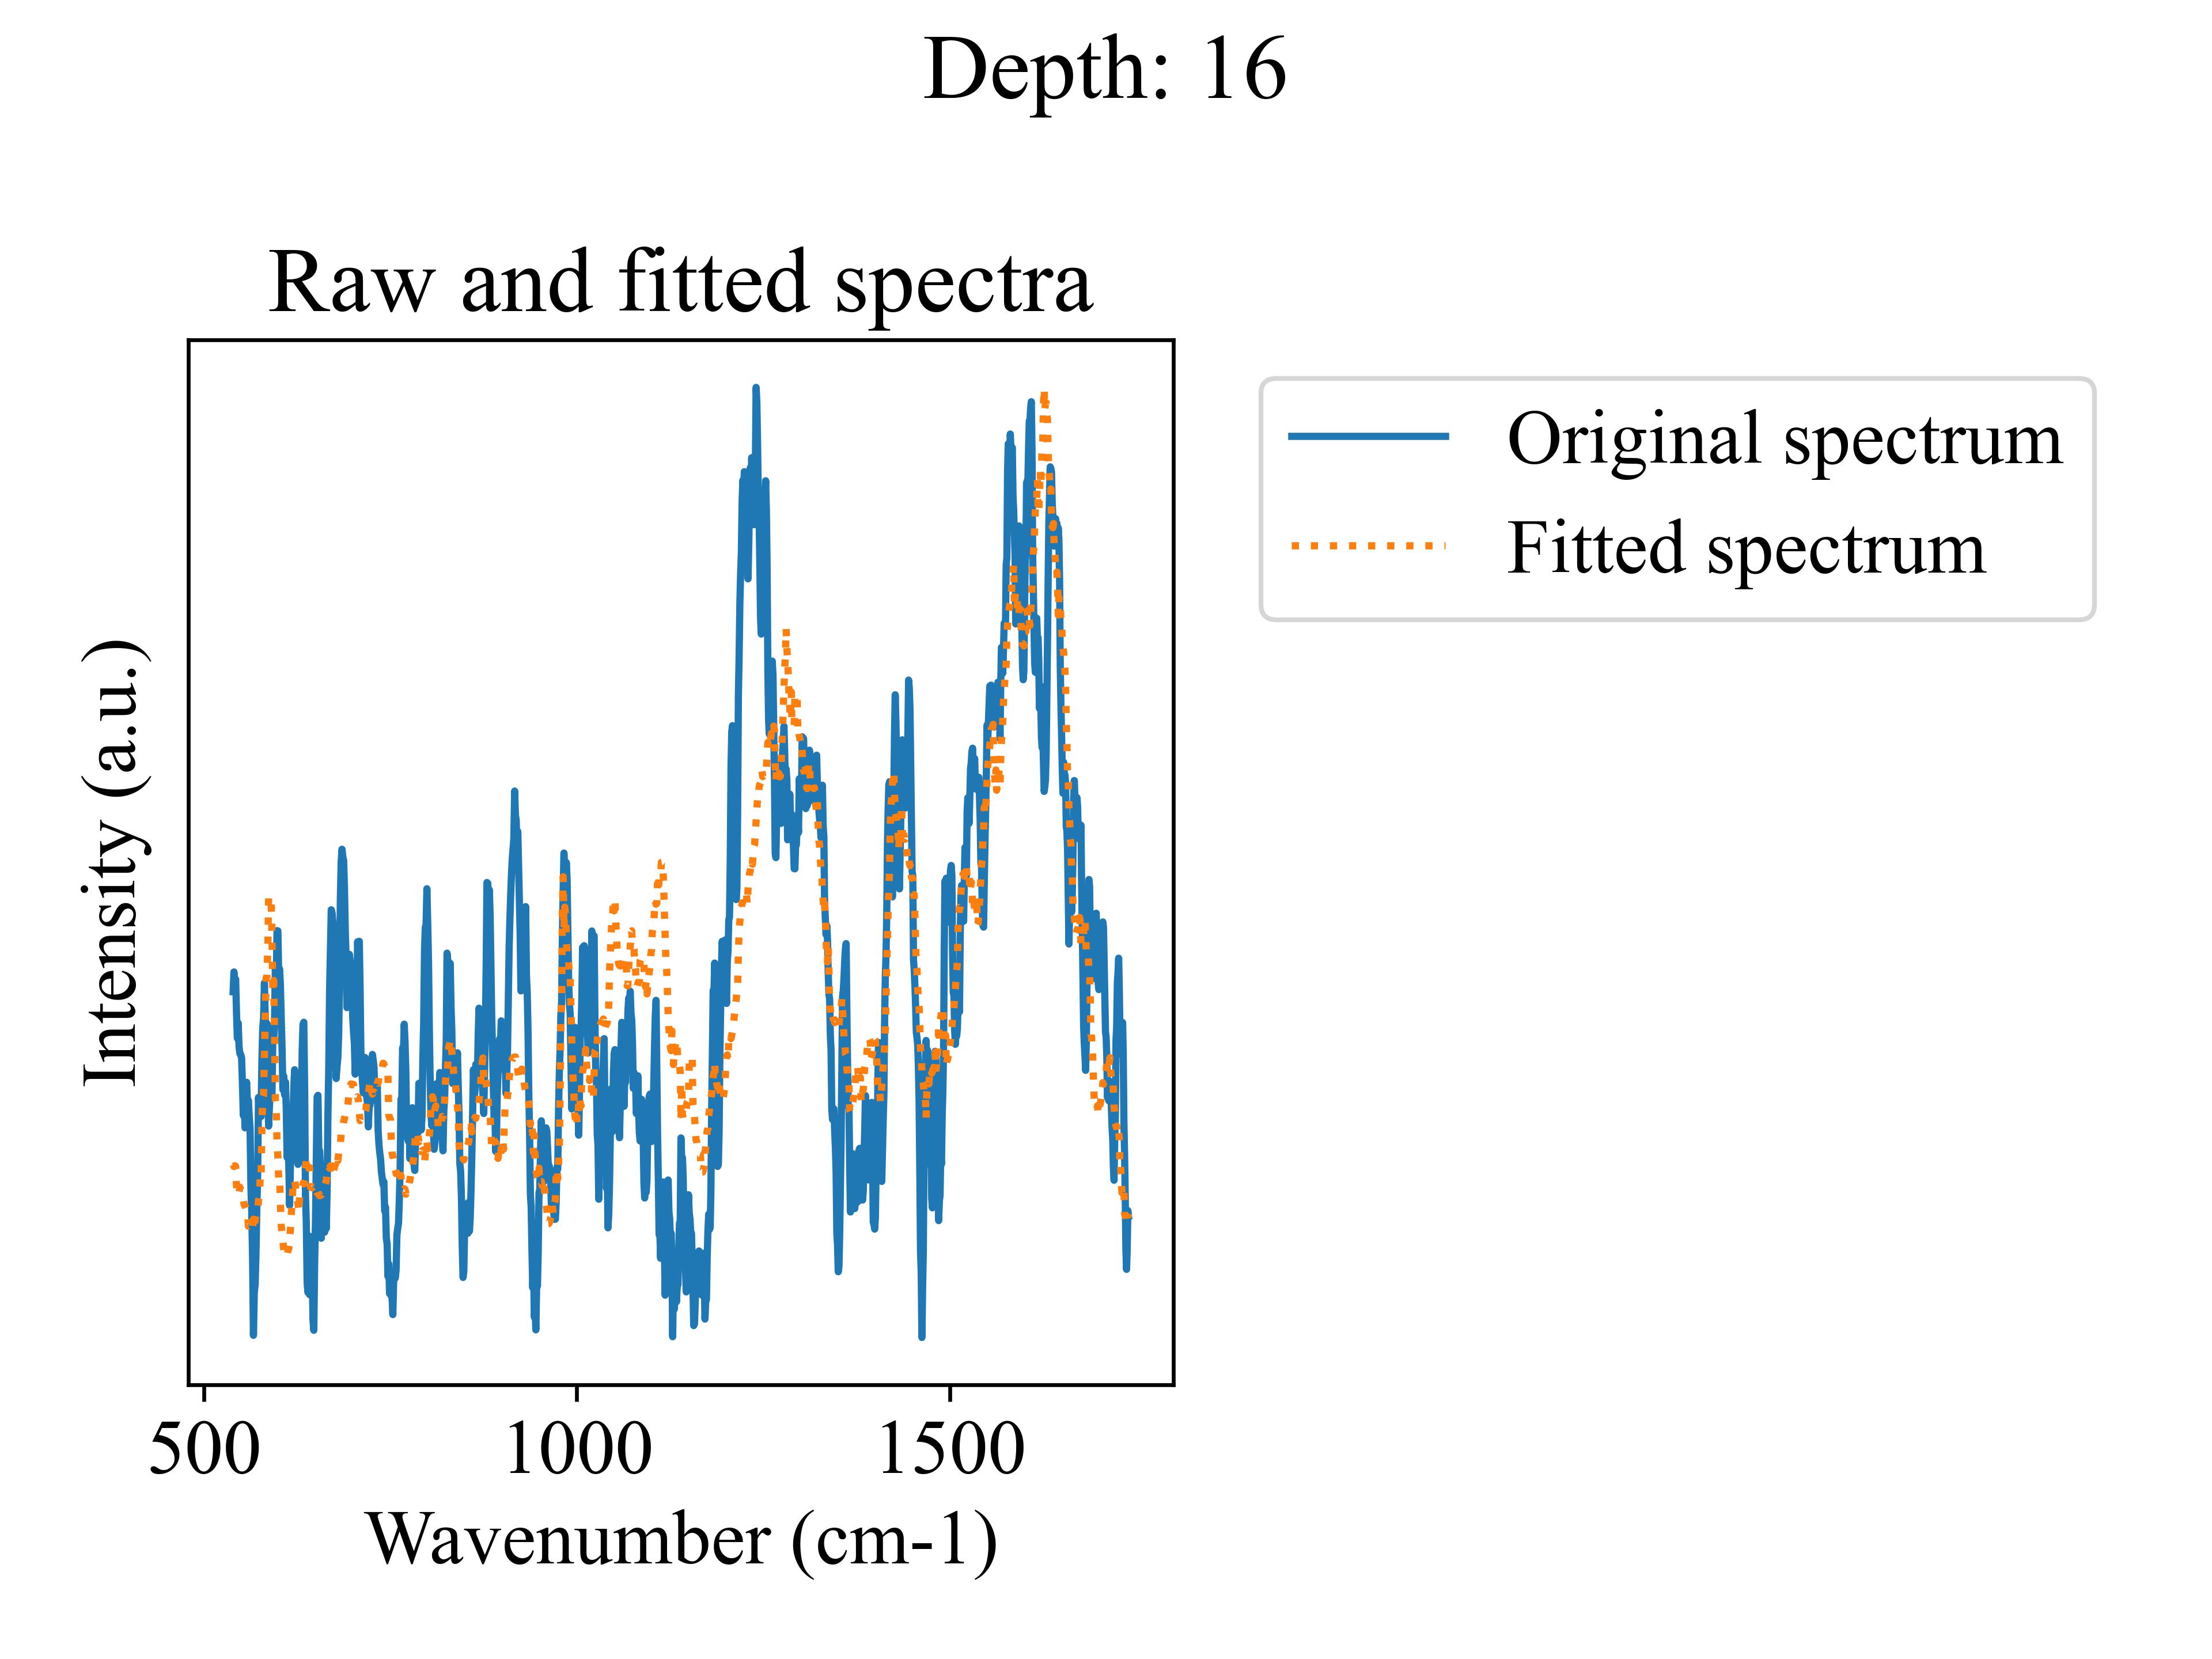 Depth: 16
Raw and fitted spectra
Original spectrum
Fitted spectrum
Intensity (a.u.)
500 1000 1500
Wavenumber (cm-1)